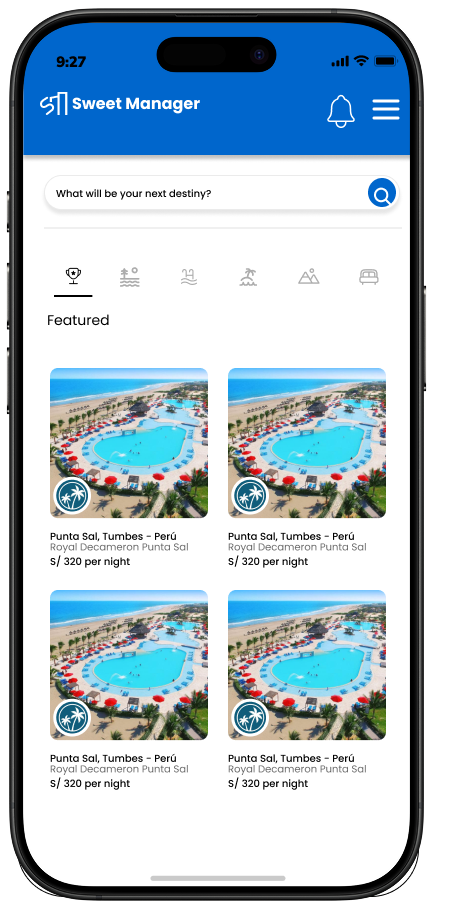 9:27
Sweet Manager
What will be your next destiny?
Featured
Punta Sal, Tumbes - Perú
Royal Decameron Punta Sal
S/ 320 per night
Punta Sal, Tumbes - Perú
Royal Decameron Punta Sal
S/ 320 per night
Punta Sal, Tumbes - Perú
Royal Decameron Punta Sal
S/ 320 per night
Punta Sal, Tumbes - Perú
Royal Decameron Punta Sal
S/ 320 per night